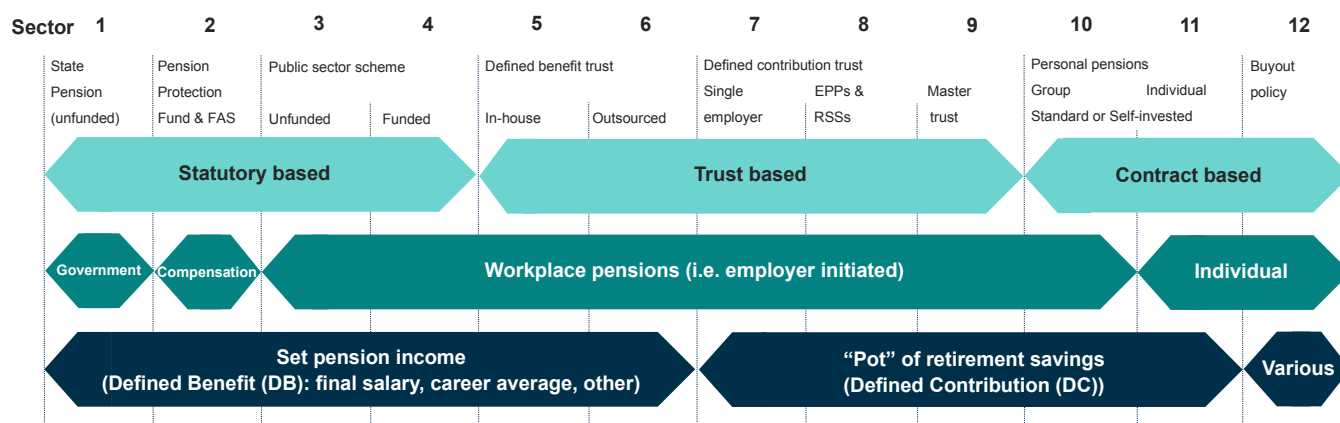 Sector 1 2 3 4 5 6 7 8 9 10 11 12
State Pension Public sector scheme Defined benefit trust Defined contribution trust Personal pensions Buyout
Pension Protection Single EPPs & Master Group Individual policy
(unfunded) Fund & FAS Unfunded Funded In-house Outsourced employer RSSs trust Standard or Self-invested
Statutory based Trust based Contract based
Government Compensation Workplace pensions (i.e. employer initiated) Individual
Set pension income “Pot” of retirement savings
(Defined Benefit (DB): final salary, career average, other) (Defined Contribution (DC)) Various